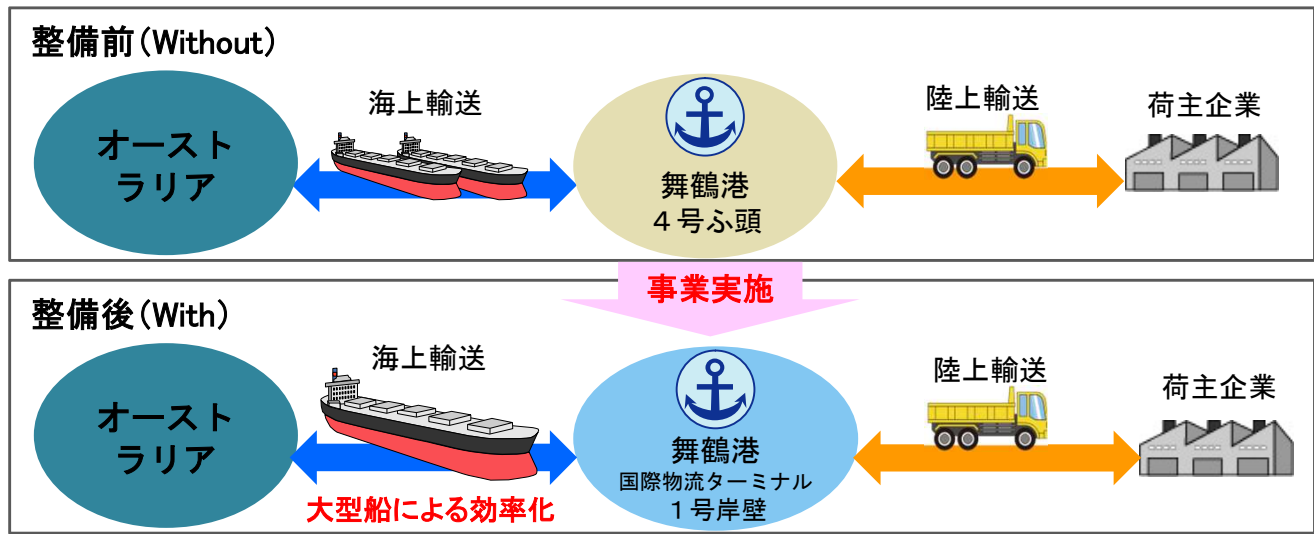 整備前(Without)
オースト
ラリア
海上輸送
舞鶴港
４号ふ頭
陸上輸送
荷主企業
事業実施
整備後(With)
オースト
ラリア
海上輸送
大型船による効率化
舞鶴港
国際物流ターミナル
１号岸壁
陸上輸送
荷主企業